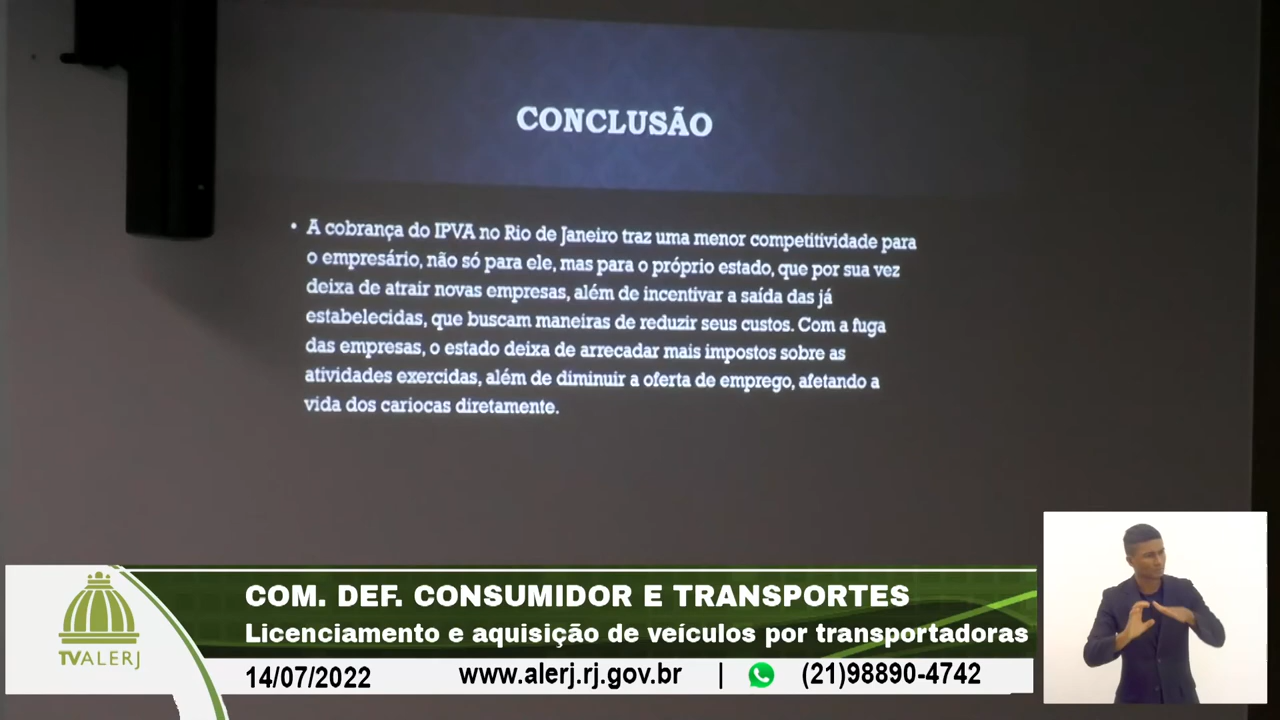 CONCLUSÃO
• A cobrança do IPVA no Rio de Janeiro traz uma menor competitividade para
o empresário, não só para ele, mas para o próprio estado, que por sua vez
deixa de atrair novas empresas, além de incentivar a saída das já
estabelecidas, que buscam maneiras de reduzir seus custos. Com a fuga
das empresas, o estado deixa de arrecadar mais impostos sobre as
atividades exercidas, além de diminuir a oferta de emprego, afetando a
vida dos cariocas diretamente.
COM. DEF. CONSUMIDOR E TRANSPORTES
Licenciamento e aquisição de veículos por transportadoras
TVALERJ
14/07/2022 www.alerj.rj.gov.br | (21)98890-4742